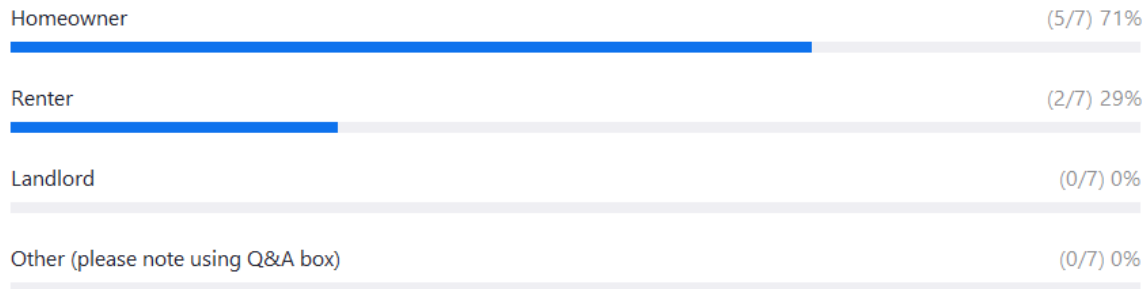 Homeowner (5/7) 71%
Renter (2/7) 29%
Landlord (0/7) 0%
Other (please note using Q&A box) (0/7) 0%